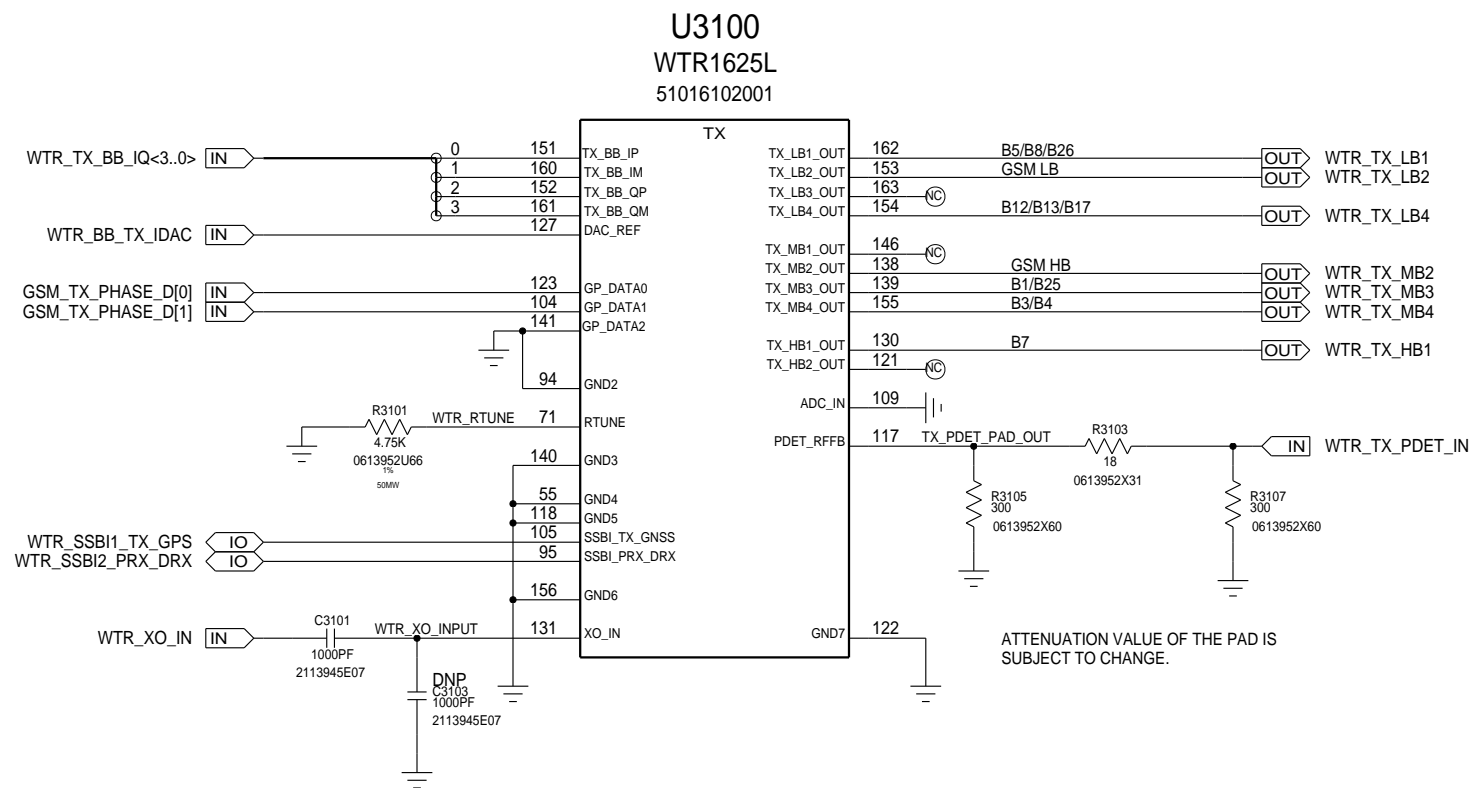 U3100
WTR1625L
51016102001
TX
WTR_TX_BB_IQ<3..0> IN
0 151 TX_BB_IP
1 160 TX_BB_IM
2 152 TX_BB_QP
3 161 TX_BB_QM
WTR_BB_TX_IDAC IN 127 DAC_REF
GSM_TX_PHASE_D[0] IN 123 GP_DATA0
GSM_TX_PHASE_D[1] IN 104 GP_DATA1
141 GP_DATA2
94 GND2
R3101 WTR_RTUNE 71 RTUNE
4.75K
0613952U66
1%
50MW
140 GND3
55 GND4
118 GND5
WTR_SSBI1_TX_GPS IO 105 SSBI_TX_GNSS
WTR_SSBI2_PRX_DRX IO 95 SSBI_PRX_DRX
156 GND6
WTR_XO_IN IN C3101 WTR_XO_INPUT 131 XO_IN
1000PF
2113945E07
DNP
C3103
1000PF
2113945E07
TX_LB1_OUT 162 B5/B8/B26 OUT WTR_TX_LB1
TX_LB2_OUT 153 GSM LB OUT WTR_TX_LB2
TX_LB3_OUT 163 NC
TX_LB4_OUT 154 B12/B13/B17 OUT WTR_TX_LB4
TX_MB1_OUT 146 NC
TX_MB2_OUT 138 GSM HB OUT WTR_TX_MB2
TX_MB3_OUT 139 B1/B25 OUT WTR_TX_MB3
TX_MB4_OUT 155 B3/B4 OUT WTR_TX_MB4
TX_HB1_OUT 130 B7 OUT WTR_TX_HB1
TX_HB2_OUT 121 NC
ADC_IN 109
PDET_RFFB 117 TX_PDET_PAD_OUT R3103 IN WTR_TX_PDET_IN
18
0613952X31
R3105
300
0613952X60
R3107
300
0613952X60
GND7 122
ATTENUATION VALUE OF THE PAD IS
SUBJECT TO CHANGE.